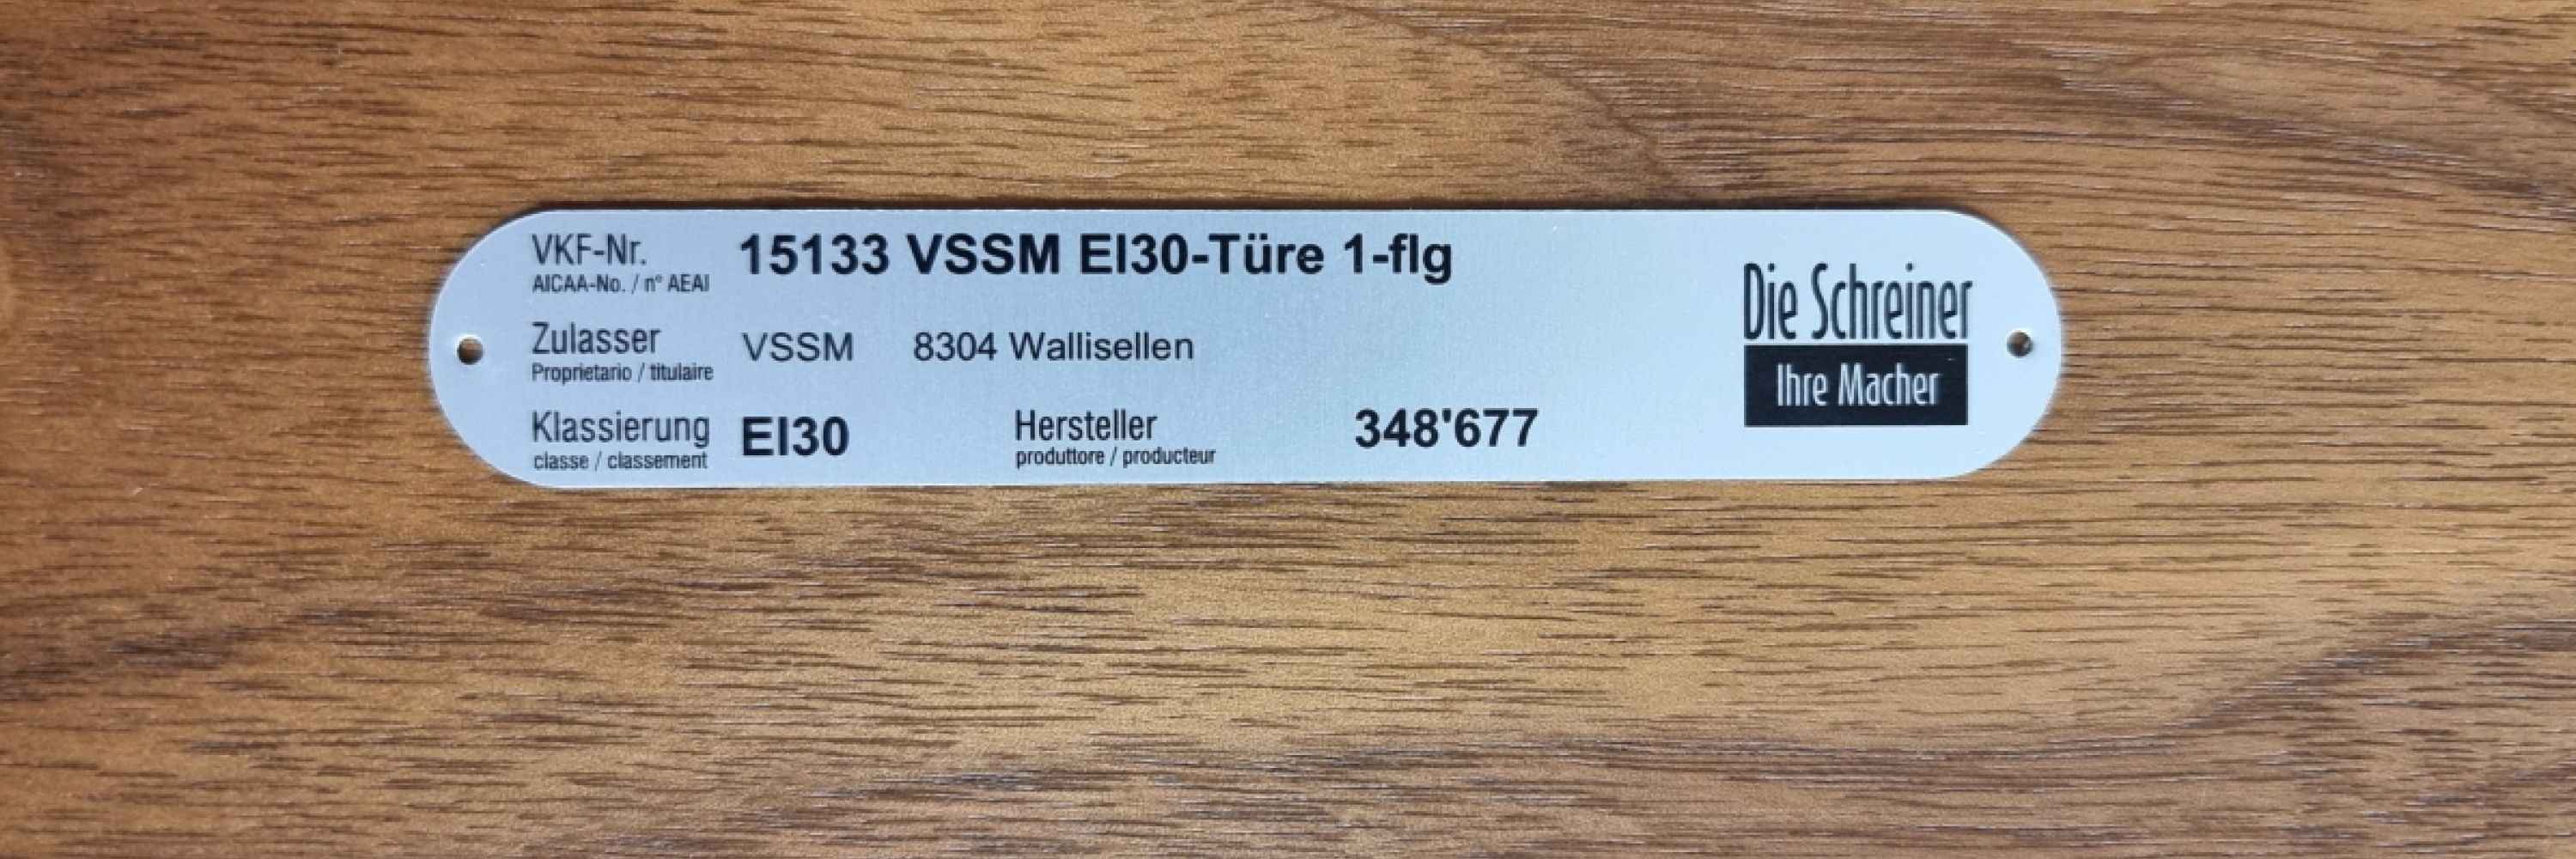 VKF-Nr. 15133 VSSM EI30-Türe 1-flg
AICAA-No. / n° AEAI
Zulasser VSSM 8304 Wallisellen
Proprietario / titulaire
Klassierung EI30 Hersteller 348'677
classe / classement produttore / producteur
Die Schreiner
Ihre Macher